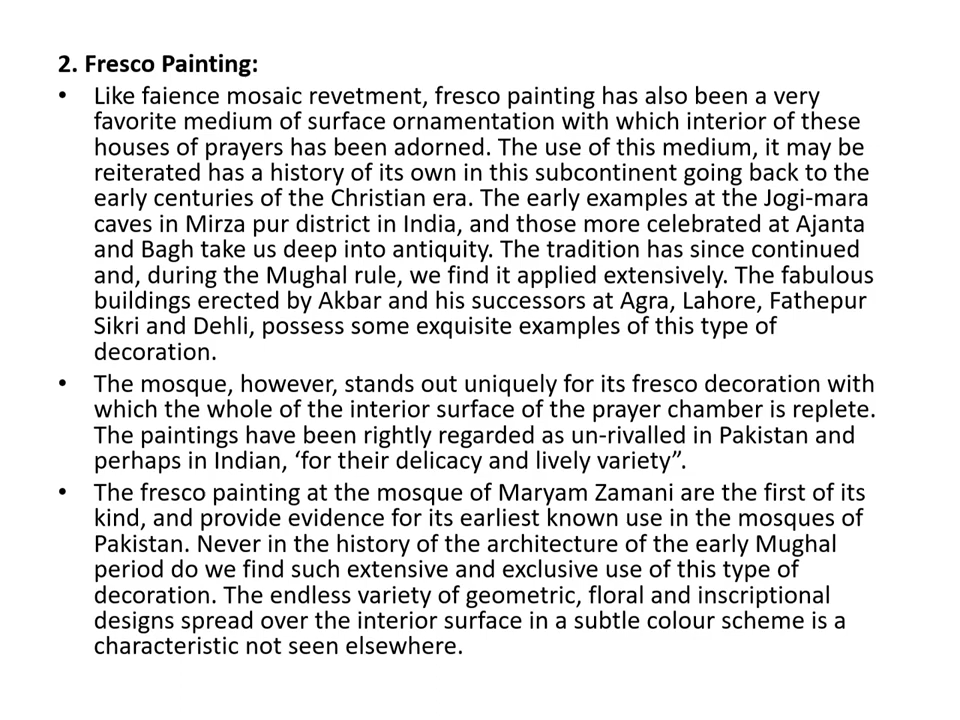 2. Fresco Painting:
• Like faience mosaic revetment, fresco painting has also been a very
favorite medium of surface ornamentation with which interior of these
houses of prayers has been adorned. The use of this medium, it may be
reiterated has a history of its own in this subcontinent going back to the
early centuries of the Christian era. The early examples at the Jogi-mara
caves in Mirza pur district in India, and those more celebrated at Ajanta
and Bagh take us deep into antiquity. The tradition has since continued
and, during the Mughal rule, we find it applied extensively. The fabulous
buildings erected by Akbar and his successors at Agra, Lahore, Fathepur
Sikri and Dehli, possess some exquisite examples of this type of
decoration.
• The mosque, however, stands out uniquely for its fresco decoration with
which the whole of the interior surface of the prayer chamber is replete.
The paintings have been rightly regarded as un-rivalled in Pakistan and
perhaps in Indian, ‘for their delicacy and lively variety”.
• The fresco painting at the mosque of Maryam Zamani are the first of its
kind, and provide evidence for its earliest known use in the mosques of
Pakistan. Never in the history of the architecture of the early Mughal
period do we find such extensive and exclusive use of this type of
decoration. The endless variety of geometric, floral and inscriptional
designs spread over the interior surface in a subtle colour scheme is a
characteristic not seen elsewhere.